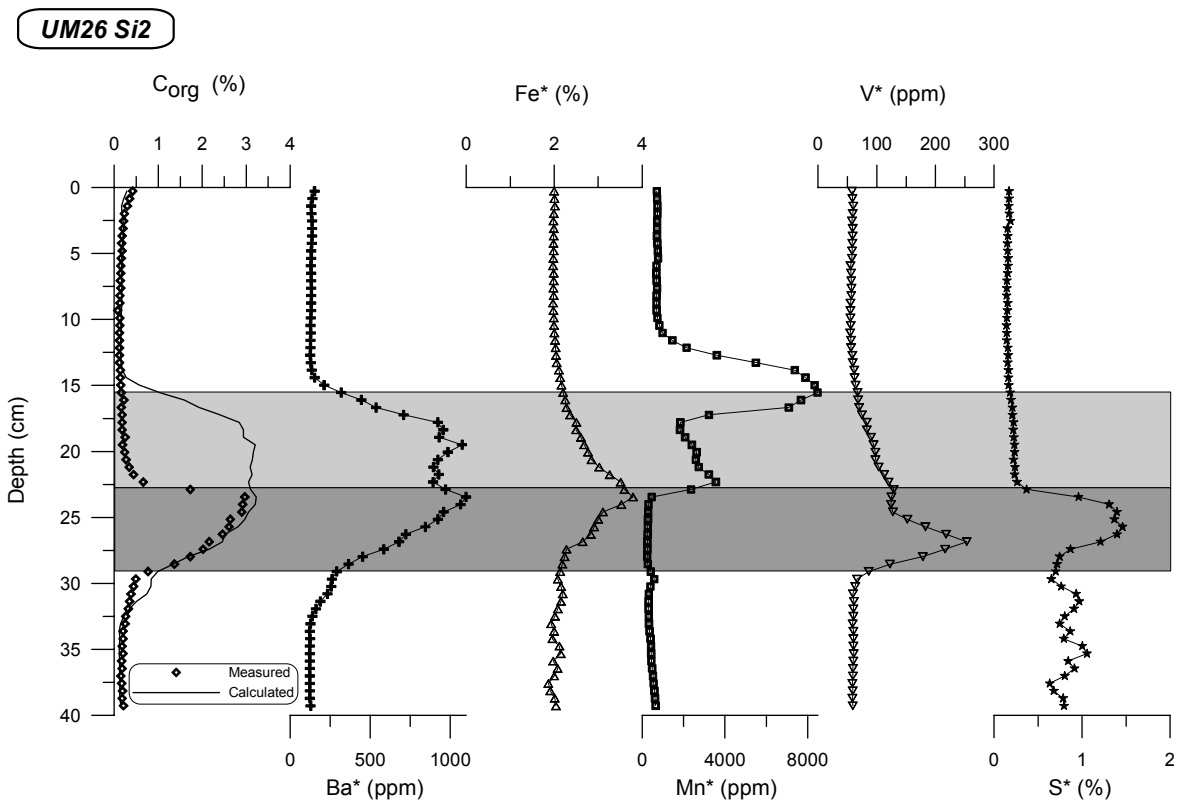 UM26 Si2
Corg (%)
Fe* (%)
V* (ppm)
0 1 2 3 4
0 2 4
0 100 200 300
0
5
10
15
20
25
30
35
40
Depth (cm)
Measured
Calculated
0 500 1000
0 4000 8000
0 1 2
Ba* (ppm)
Mn* (ppm)
S* (%)